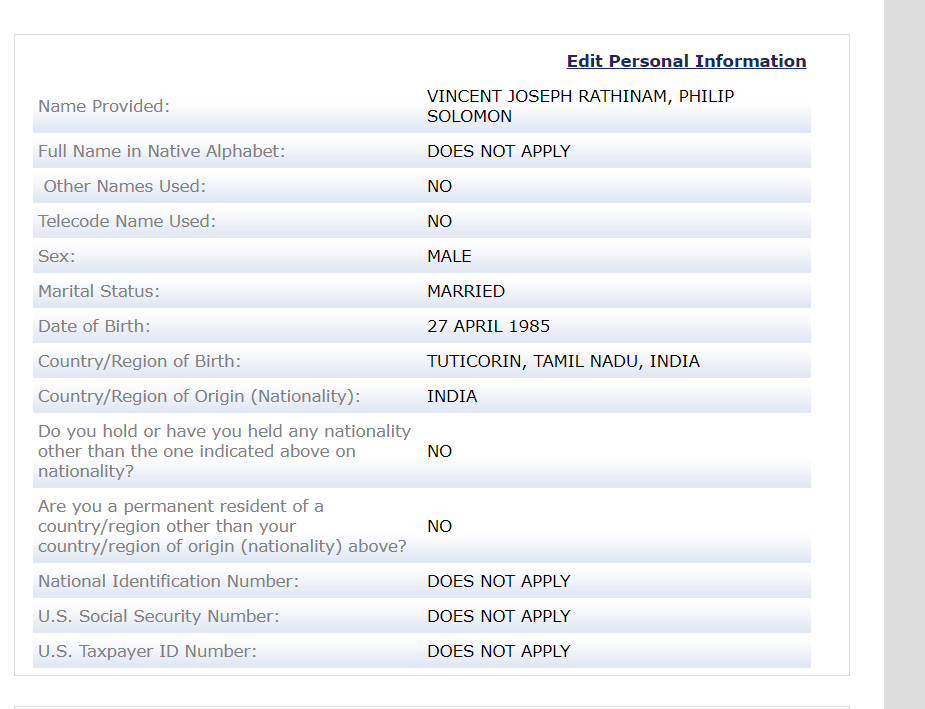 Edit Personal Information
Name Provided: VINCENT JOSEPH RATHINAM, PHILIP
SOLOMON
Full Name in Native Alphabet: DOES NOT APPLY
Other Names Used: NO
Telecode Name Used: NO
Sex: MALE
Marital Status: MARRIED
Date of Birth: 27 APRIL 1985
Country/Region of Birth: TUTICORIN, TAMIL NADU, INDIA
Country/Region of Origin (Nationality): INDIA
Do you hold or have you held any nationality
other than the one indicated above on
nationality?
NO
Are you a permanent resident of a
country/region other than your
country/region of origin (nationality) above?
NO
National Identification Number: DOES NOT APPLY
U.S. Social Security Number: DOES NOT APPLY
U.S. Taxpayer ID Number: DOES NOT APPLY